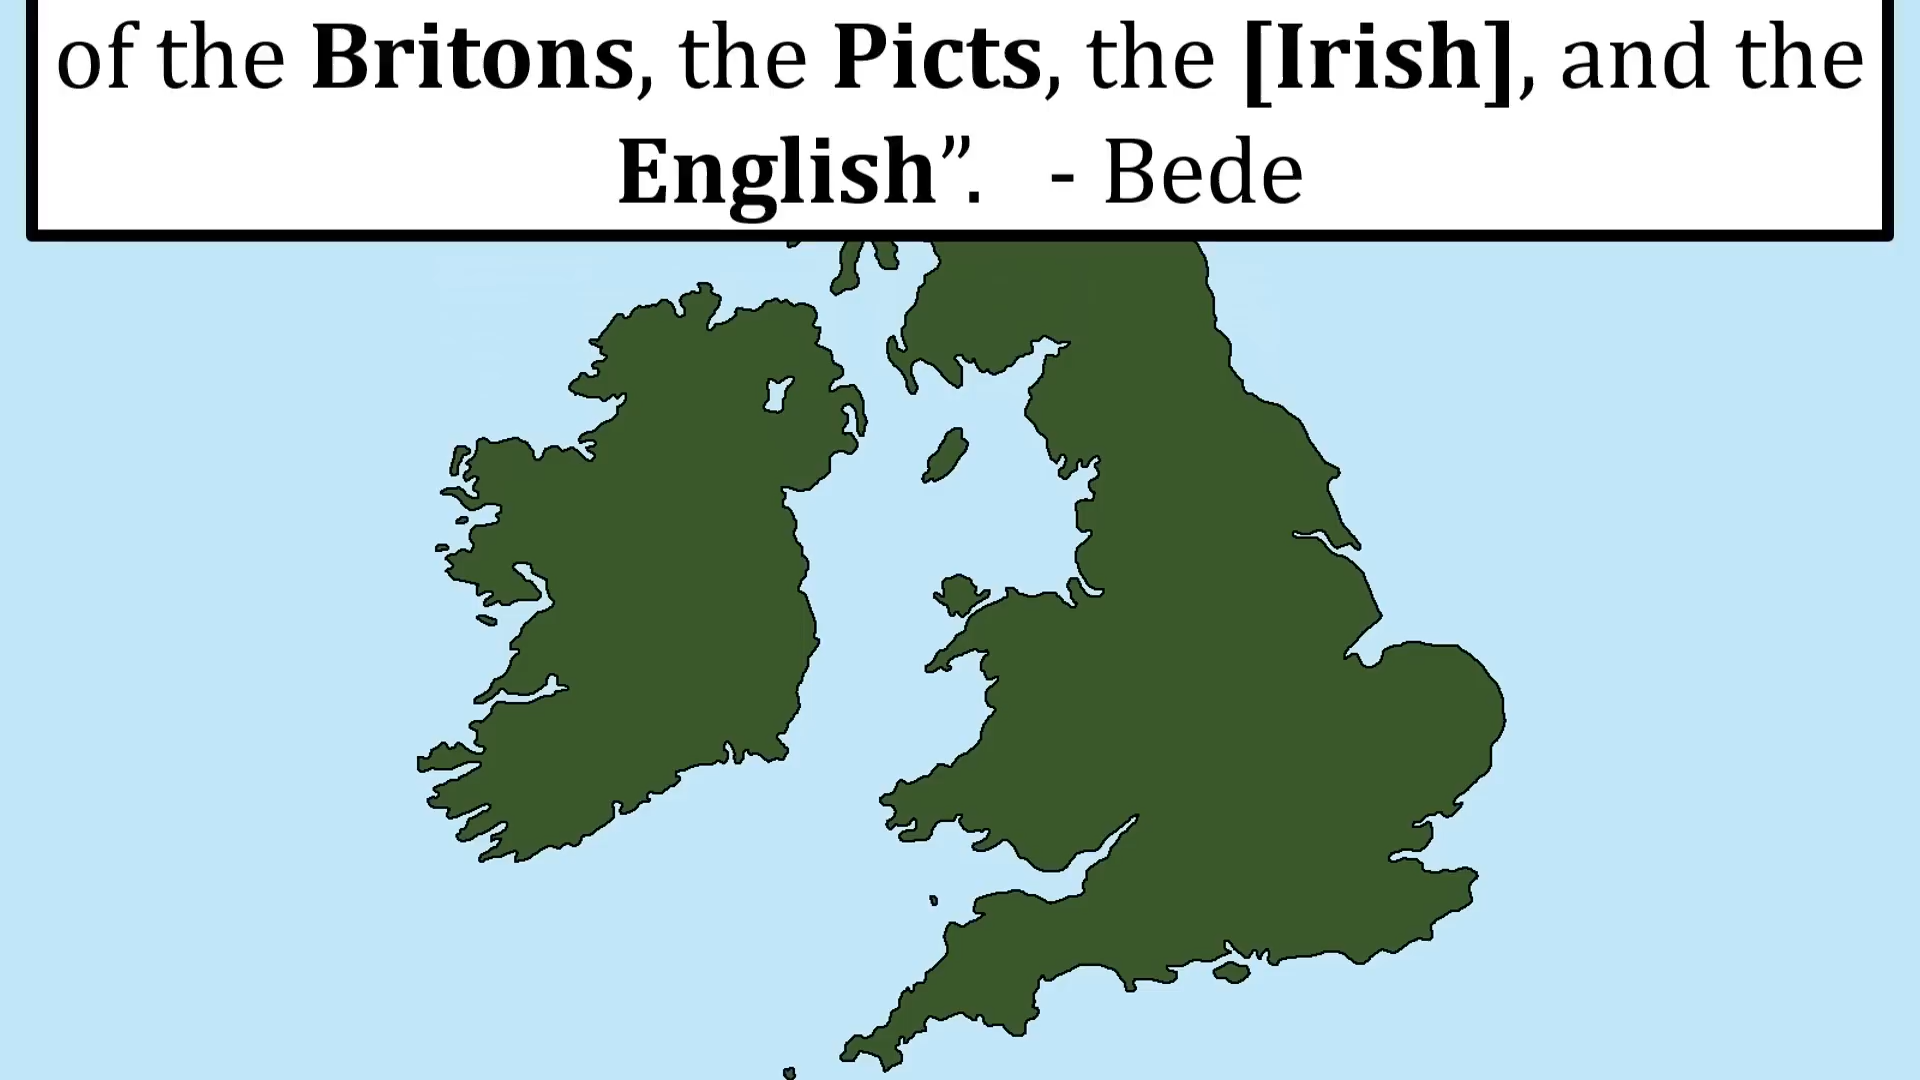 of the Britons, the Picts, the [Irish], and the
English”. - Bede